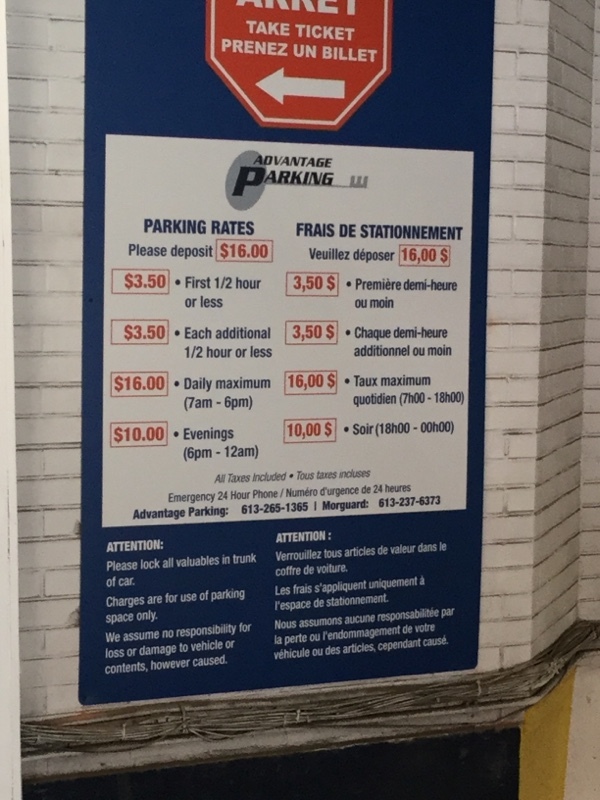 ARRET
TAKE TICKET
PRENEZ UN BILLET
ADVANTAGE
PARKING
PARKING RATES
Please deposit $16.00
$3.50 • First 1/2 hour
or less
$3.50 • Each additional
1/2 hour or less
$16.00 • Daily maximum
(7am - 6pm)
$10.00 • Evenings
(6pm - 12am)
FRAIS DE STATIONNEMENT
Veuillez déposer 16,00 $
3,50 $ • Première demi-heure
ou moin
3,50 $ • Chaque demi-heure
additionnel ou moin
16,00 $ • Taux maximum
quotidien (7h00 - 18h00)
10,00 $ • Soir (18h00 - 00h00)
All Taxes Included • Tous taxes incluses
Emergency 24 Hour Phone / Numéro d'urgence de 24 heures
Advantage Parking: 613-265-1365 | Morguard: 613-237-6373
ATTENTION:
Please lock all valuables in trunk
of car.
Charges are for use of parking
space only.
We assume no responsibility for
loss or damage to vehicle or
contents, however caused.
ATTENTION :
Verrouillez tous articles de valeur dans le
coffre de voiture.
Les frais s'appliquent uniquement à
l'espace de stationnement.
Nous assumons aucune responsabilitée par
la perte ou l'endommagement de votre
véhicule ou des articles, cependant causé.